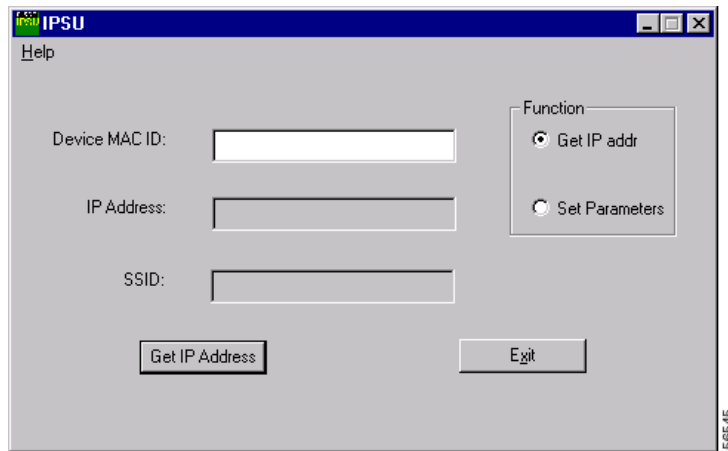 IPSU
Help
Function
Device MAC ID:
Get IP addr
IP Address:
Set Parameters
SSID:
Get IP Address
Exit
56545